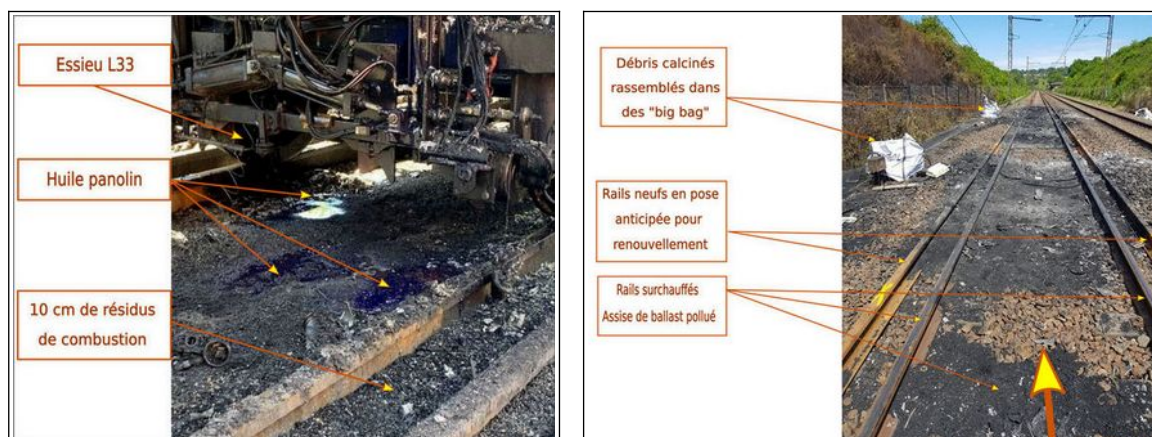 Essieu L33
Huile panolin
10 cm de résidus
de combustion
Débris calcinés
rassemblés dans
des "big bag"
Rails neufs en pose
anticipée pour
renouvellement
Rails surchauffés
Assise de ballast pollué